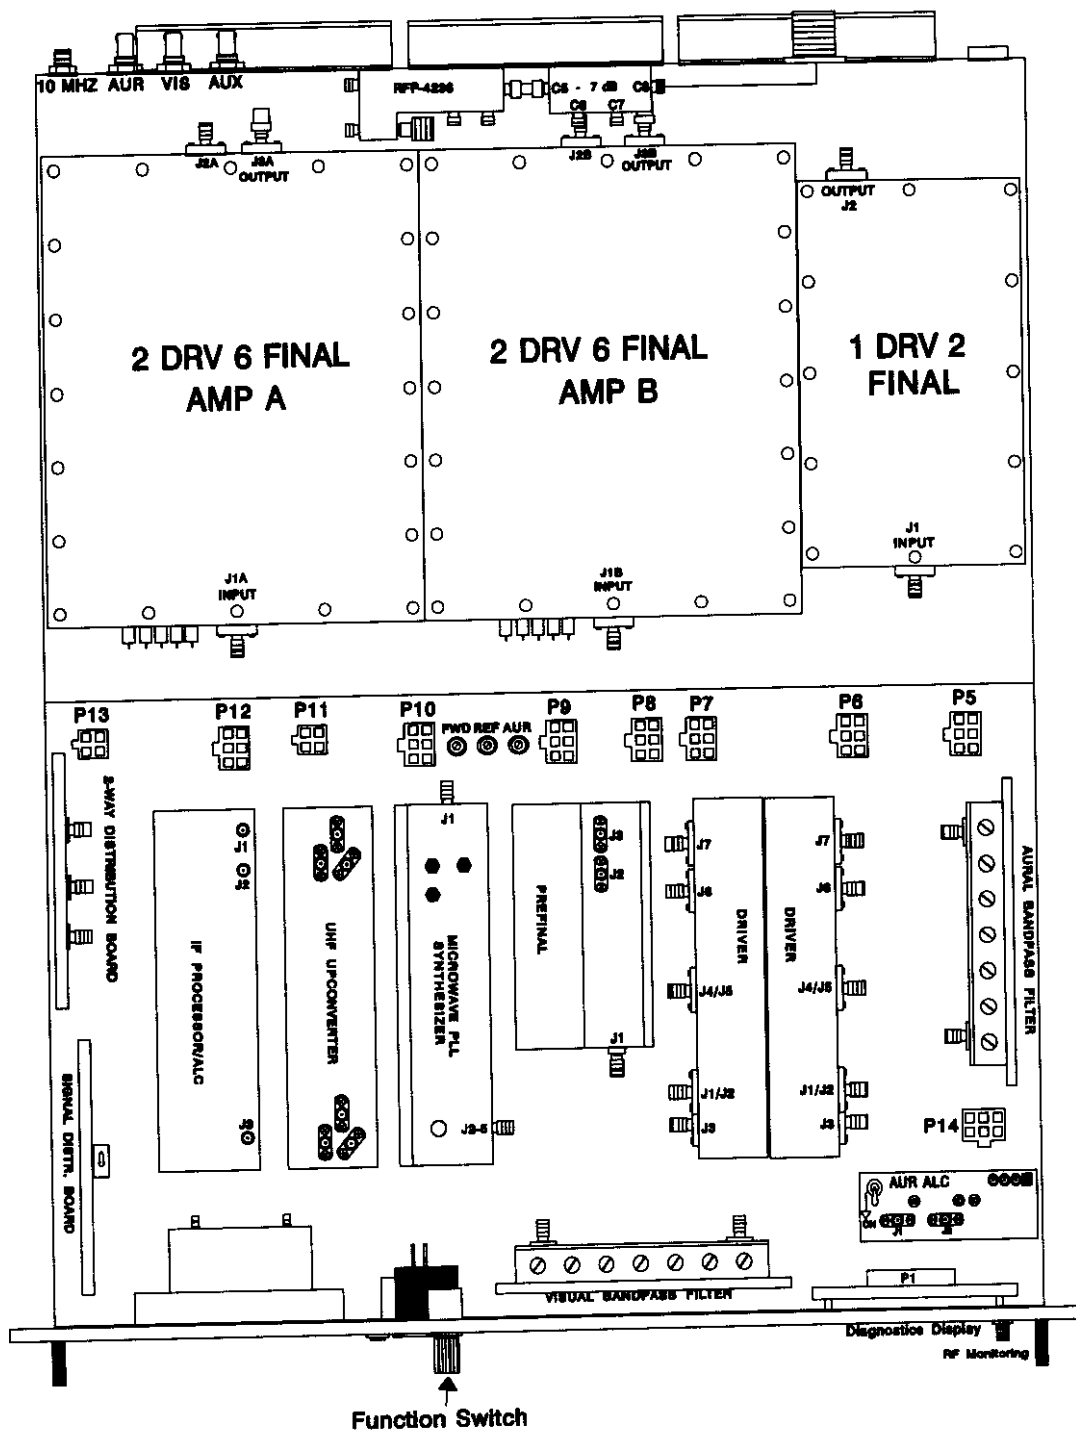 10 MHZ AUR VIS AUX
RFP-4236
C5 - 7 dB C8
C6 C7
J2A
J3A
OUTPUT
J2B
J3B
OUTPUT
OUTPUT
J2
2 DRV 6 FINAL
AMP A
2 DRV 6 FINAL
AMP B
1 DRV 2
FINAL
J1A
INPUT
J1B
INPUT
J1
INPUT
P13
P12
P11
P10
FWD REF AUR
P9
P8
P7
P6
P5
2-WAY DISTRIBUTION BOARD
J1
J2
IF PROCESSOR/ALC
J3
UHF UPCONVERTER
J1
MICROWAVE PLL
SYNTHESIZER
J3-5
PREFINAL
J3
J2
J1
J7
J6
DRIVER
J4/J5
J1/J2
J3
DRIVER
J7
J6
J4/J5
J1/J2
J3
AURAL BANDPASS FILTER
P14
SIGNAL DISTR. BOARD
AUR ALC
ON
J1
VISUAL BANDPASS FILTER
P1
Diagnostics Display
RF Monitoring
Function Switch